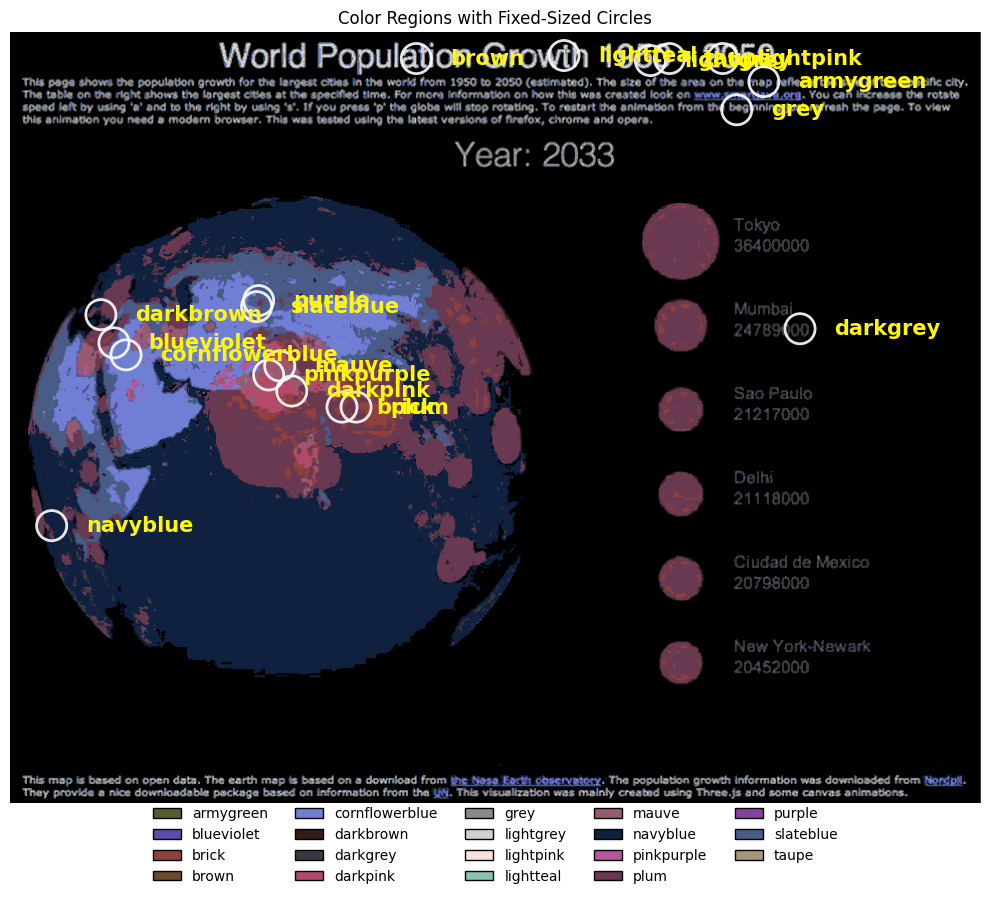 Color Regions with Fixed-Sized Circles
World Population Growth
brown
lightteal
lightpink
This page shows the population growth for the largest cities in the world from 1950 to 2050 (estimated). The size of the area on the map
city.
armygreen
The table on the right shows the largest cities at the specified time. For more information on how this was created look on
. You can increase the rotate
speed left by using 'a' and to the right by using 's'. If you press 'p' the globe will stop rotating. To restart the animation from the beginning
refresh the page. To view
grey
this animation you need a modern browser. This was tested using the latest versions of firefox, chrome and opera.
Year: 2033
Tokyo
36400000
purple
slateblue
darkbrown
Mumbai
24789000
darkgrey
blueviolet
cornflowerblue
mauve
pinkpurple
darkpink
Sao Paulo
21217000
brick
plum
Delhi
21118000
navyblue
Ciudad de Mexico
20798000
New York-Newark
20452000
This map is based on open data. The earth map is based on a download from the Nasa Earth observatory. The population growth information was downloaded from Nordpil.
They provide a nice downloadable package based on information from the UN. This visualization was mainly created using Three.js and some canvas animations.
armygreen cornflowerblue grey mauve purple
blueviolet darkbrown lightgrey navyblue slateblue
brick darkgrey lightpink pinkpurple taupe
brown darkpink lightteal plum